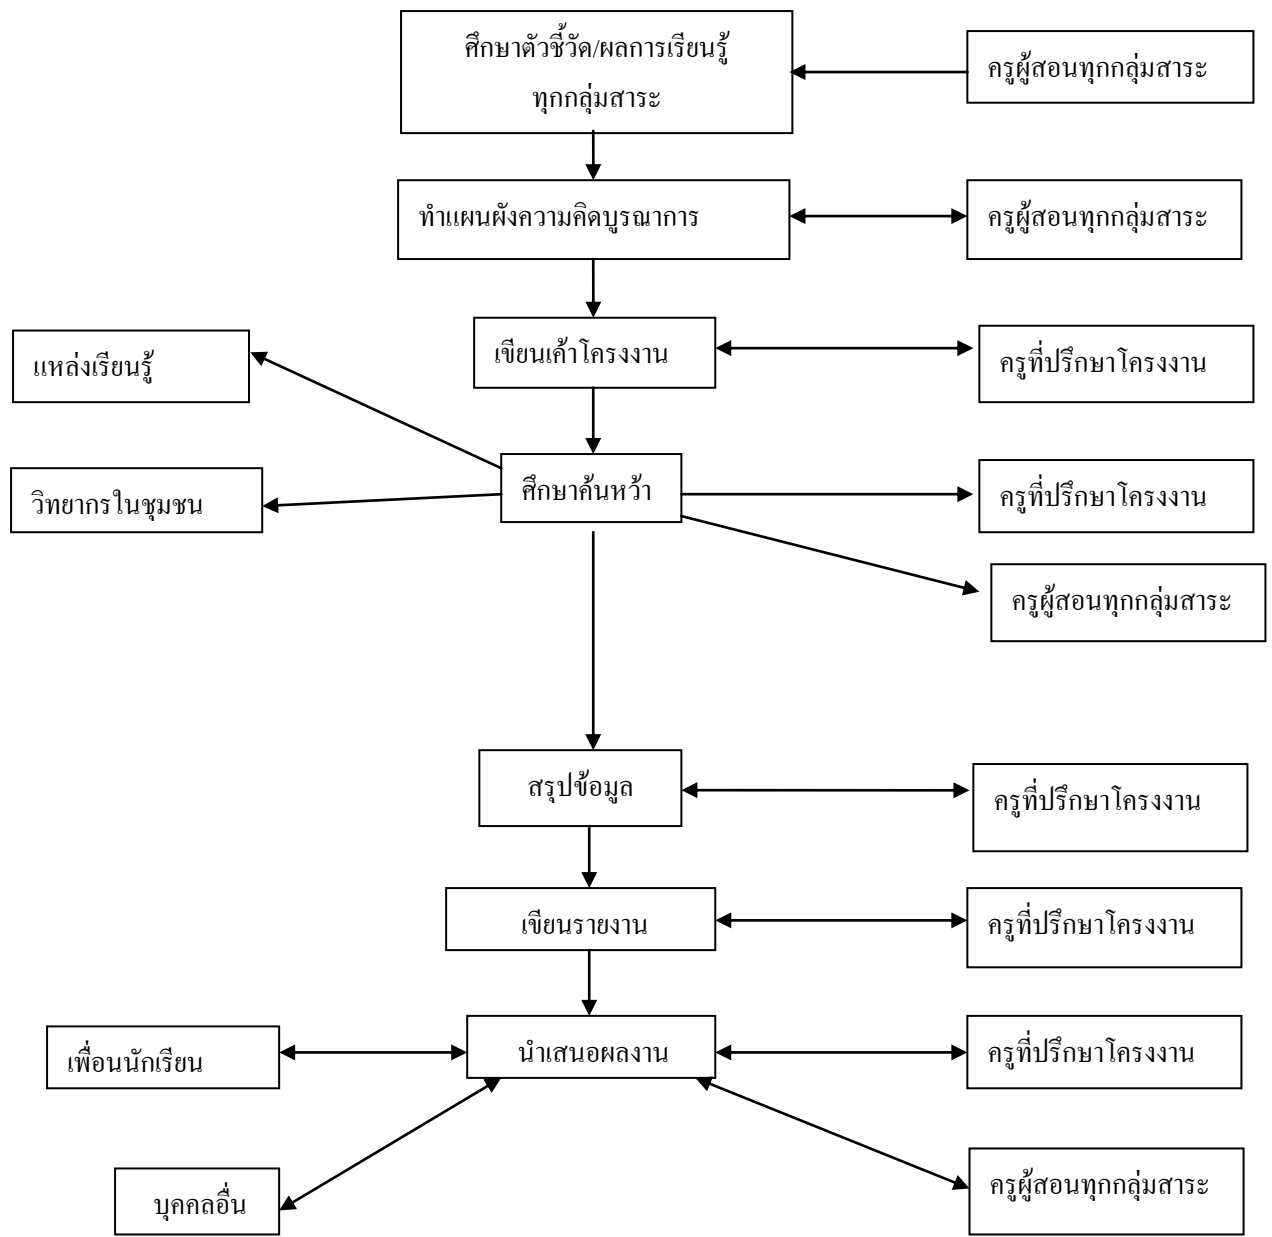 ศึกษาตัวชี้วัด/ผลการเรียนรู้
ทุกกลุ่มสาระ
ครูผู้สอนทุกกลุ่มสาระ
ทำแผนผังความคิดบูรณาการ
ครูผู้สอนทุกกลุ่มสาระ
เขียนเค้าโครงงาน
ครูที่ปรึกษาโครงงาน
แหล่งเรียนรู้
ศึกษาค้นหว้า
ครูที่ปรึกษาโครงงาน
วิทยากรในชุมชน
ครูผู้สอนทุกกลุ่มสาระ
สรุปข้อมูล
ครูที่ปรึกษาโครงงาน
เขียนรายงาน
ครูที่ปรึกษาโครงงาน
เพื่อนนักเรียน
นำเสนอผลงาน
ครูที่ปรึกษาโครงงาน
บุคคลอื่น
ครูผู้สอนทุกกลุ่มสาระ